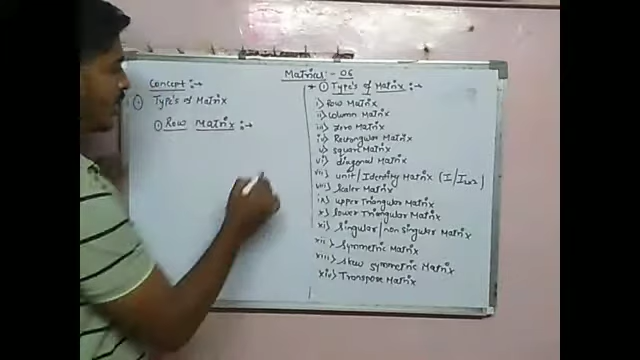 Matrices - 06
Concept :→
① Type's of Matrix
① Row Matrix :→
* ① Type's of Matrix :→
i) Row Matrix
ii) column Matrix
iii) zero Matrix
iv) Rectangular Matrix
v) square Matrix
vi) diagonal Matrix
vii) unit/Identity Matrix (I/I
viii) Scaler Matrix
ix) upper Triangular Matrix
x) lower Triangular Matrix
xi) Singular/non singular Matrix
xii) Symmetric Matrix
xiii) Skew symmetric Matrix
xiv) Transpose Matrix